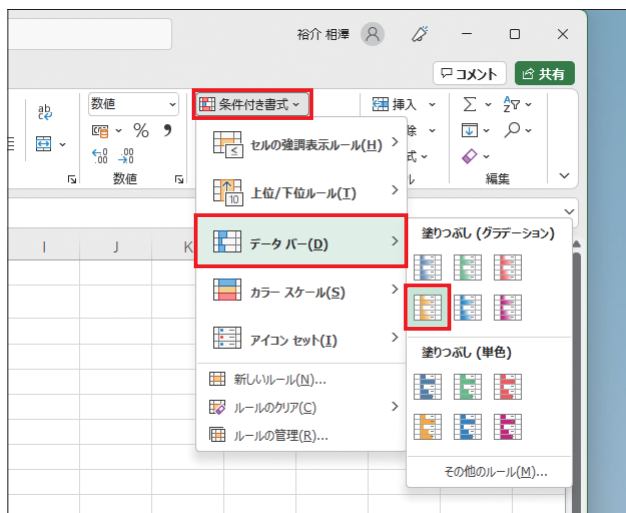 裕介 相澤
コメント
共有
ab
数値
条件付き書式
挿入
数値
編集
セルの強調表示ルール(H)
上位/下位ルール(T)
10
データ バー(D)
カラー スケール(S)
アイコン セット(I)
新しいルール(N)...
ルールのクリア(C)
ルールの管理(R)...
塗りつぶし (グラデーション)
塗りつぶし (単色)
その他のルール(M)...
I J K